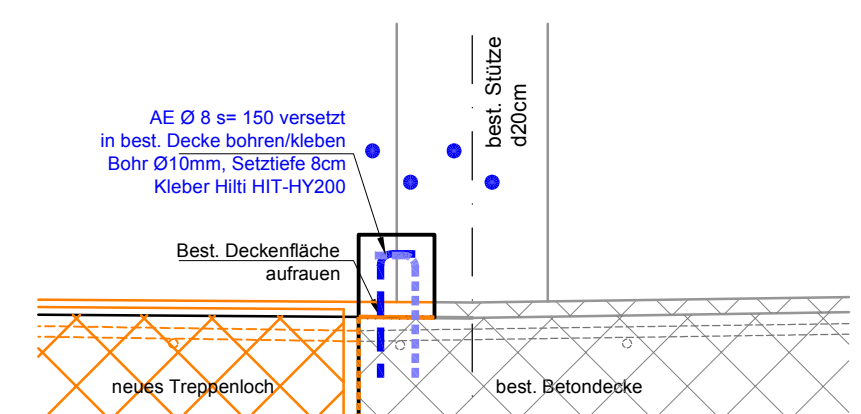 AE Ø 8 s= 150 versetzt
in best. Decke bohren/kleben
Bohr Ø10mm, Setztiefe 8cm
Kleber Hilti HIT-HY200
best. Stütze
d20cm
Best. Deckenfläche
aufrauen
neues Treppenloch
best. Betondecke